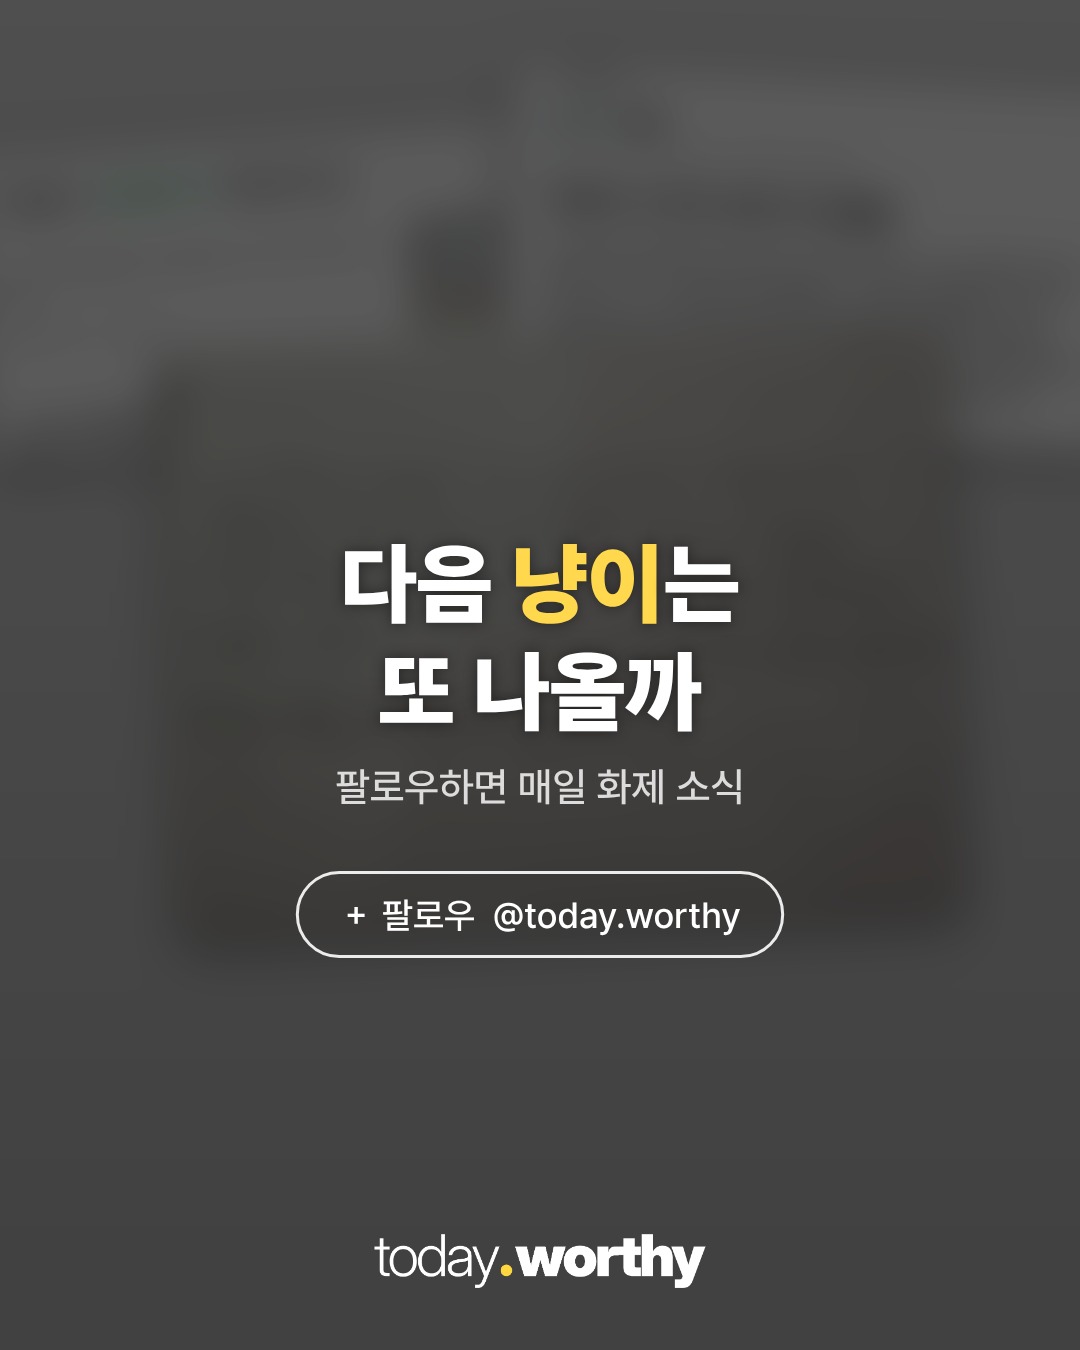 다음 냥이는
또 나올까
팔로우하면 매일 화제 소식
+ 팔로우 @today.worthy
today.worthy